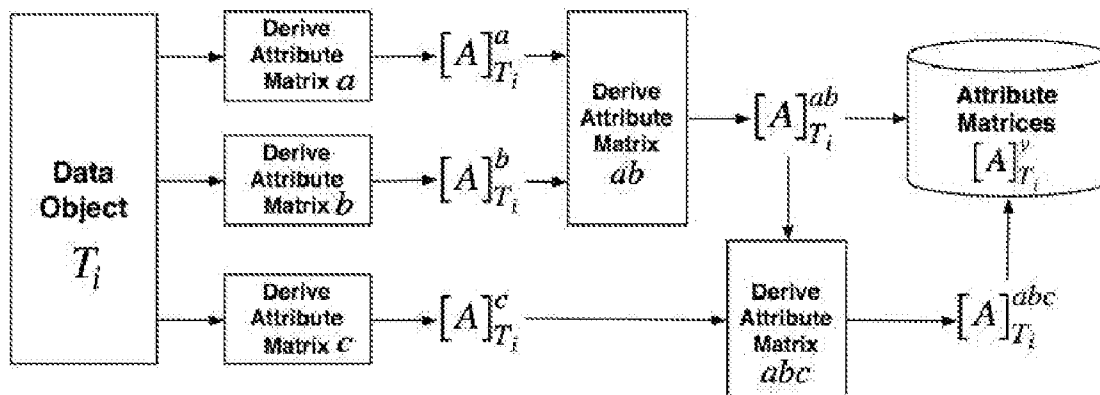 Data
Object
T_i
Derive
Attribute
Matrix a
[A]^a_{T_i}
Derive
Attribute
Matrix b
[A]^b_{T_i}
Derive
Attribute
Matrix c
[A]^c_{T_i}
Derive
Attribute
Matrix
ab
[A]^{ab}_{T_i}
Attribute
Matrices
[A]^v_{T_i}
Derive
Attribute
Matrix
abc
[A]^{abc}_{T_i}